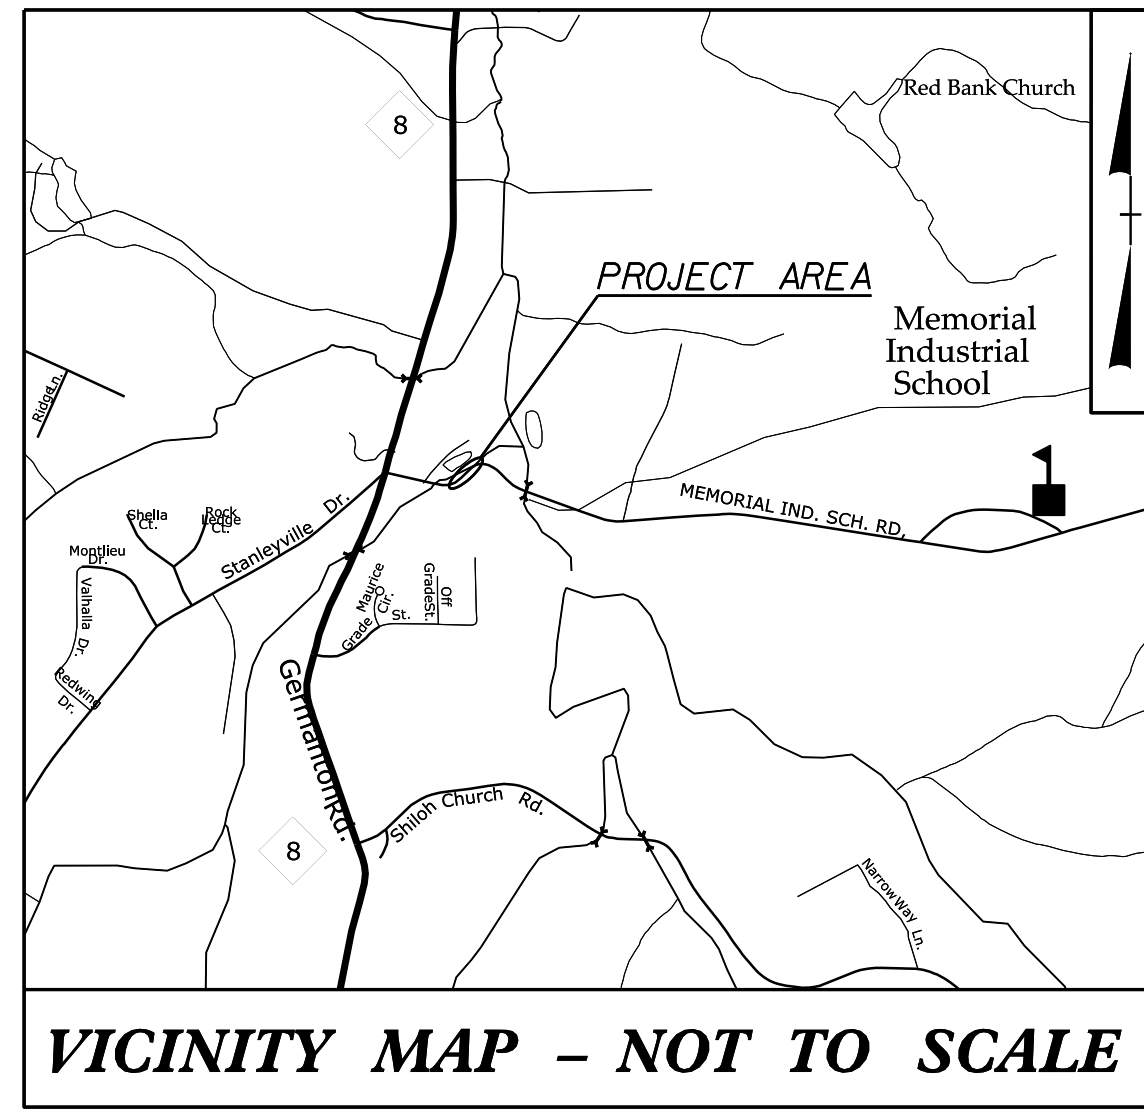 Red Bank Church
8
PROJECT AREA
Memorial
Industrial
School
Ridge Ln.
MEMORIAL IND. SCH. RD.
Stanleyville Dr.
Shella
Ct.
Rock
Ledge
Ct.
Montlieu
Dr.
Valhalla Dr.
Redwing
Dr.
Maurice
Cir.
Grade St.
Off
Grade St.
Germanton Rd.
Shiloh Church Rd.
8
Narrow Way Ln.
VICINITY MAP – NOT TO SCALE